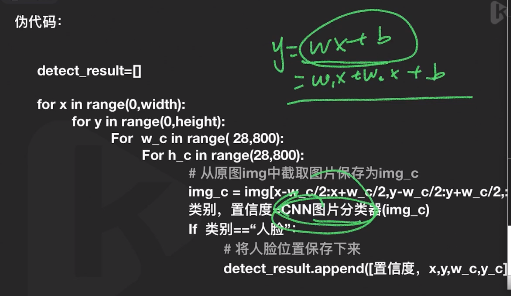 伪代码：
y=wx+b
=w,x+w.x+b
detect_result=[]
for x in range(0,width):
for y in range(0,height):
For w_c in range( 28,800):
For h_c in range(28,800):
# 从原图img中截取图片保存为img_c
img_c = img[x-w_c/2:x+w_c/2,y-w_c/2:y+w_c/2,:
类别，置信度=CNN图片分类器(img_c)
If 类别==“人脸”:
# 将人脸位置保存下来
detect_result.append([置信度，x,y,w_c,y_c]